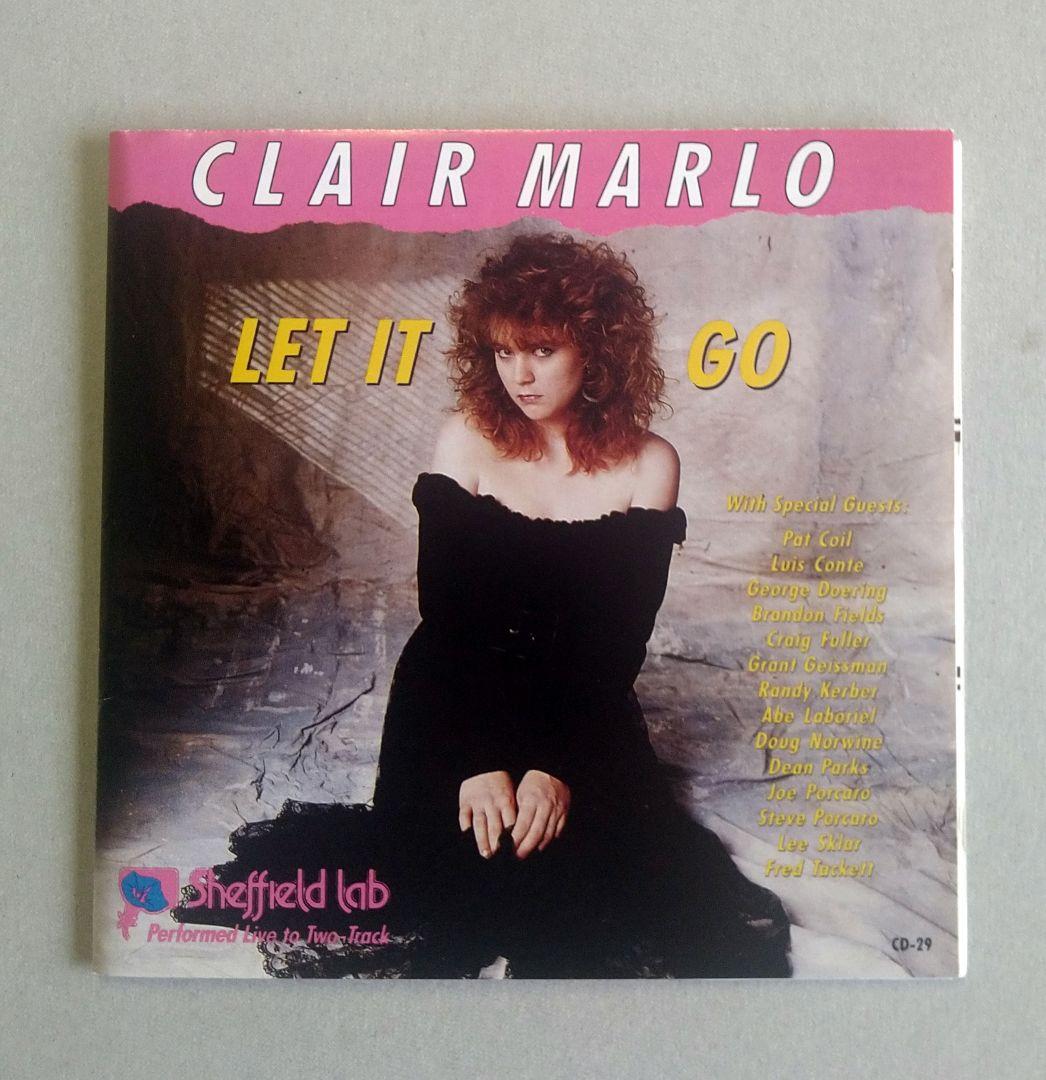 CLAIR MARLO
LET IT GO
With Special Guests:
Pat Coil
Luis Conte
George Doering
Brandon Fields
Craig Fuller
Grant Geissman
Randy Kerber
Abe Laboriel
Doug Norwine
Dean Parks
Joe Porcaro
Steve Porcaro
Lee Sklar
Fred Tackett
Sheffield Lab
Performed Live to Two-Track
CD-29